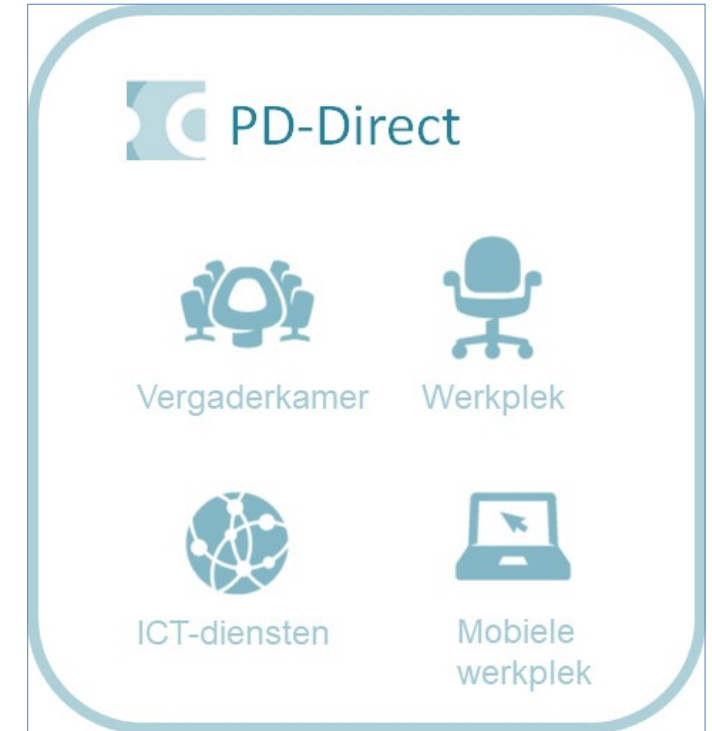 PD-Direct
Vergaderkamer
Werkplek
ICT-diensten
Mobiele
werkplek